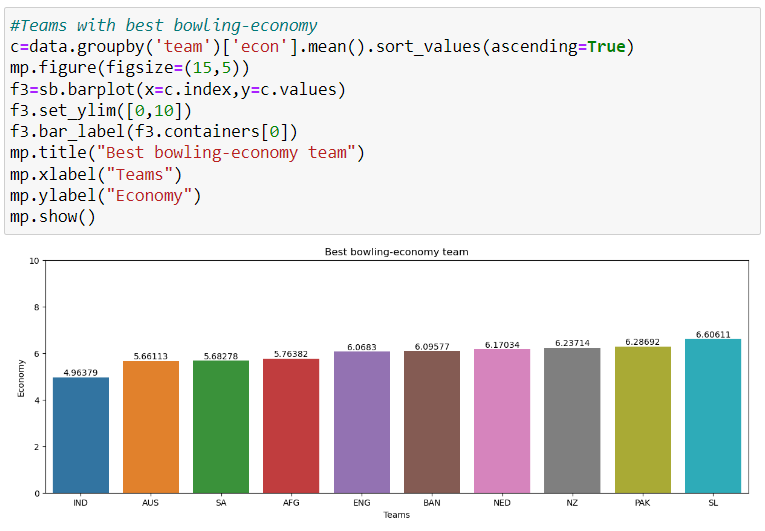 #Teams with best bowling-economy
c=data.groupby('team')['econ'].mean().sort_values(ascending=True)
mp.figure(figsize=(15,5))
f3=sb.barplot(x=c.index,y=c.values)
f3.set_ylim([0,10])
f3.bar_label(f3.containers[0])
mp.title("Best bowling-economy team")
mp.xlabel("Teams")
mp.ylabel("Economy")
mp.show()
Best bowling-economy team
10
8
6
4
2
0
Economy
4.96379
5.66113
5.68278
5.76382
6.0683
6.09577
6.17034
6.23714
6.28692
6.60611
IND AUS SA AFG ENG BAN NED NZ PAK SL
Teams